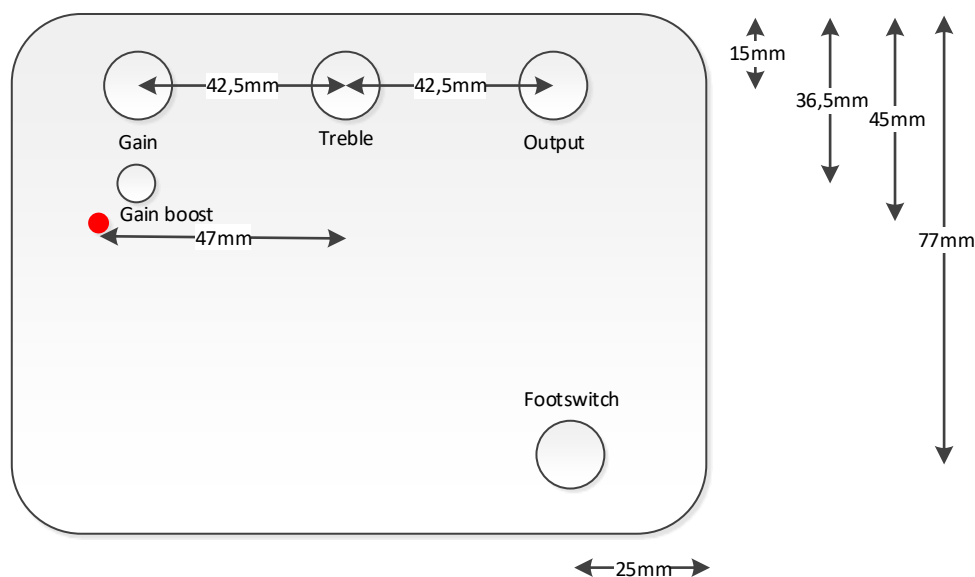 15mm
42,5mm
42,5mm
36,5mm
45mm
Gain
Treble
Output
Gain boost
47mm
77mm
Footswitch
25mm